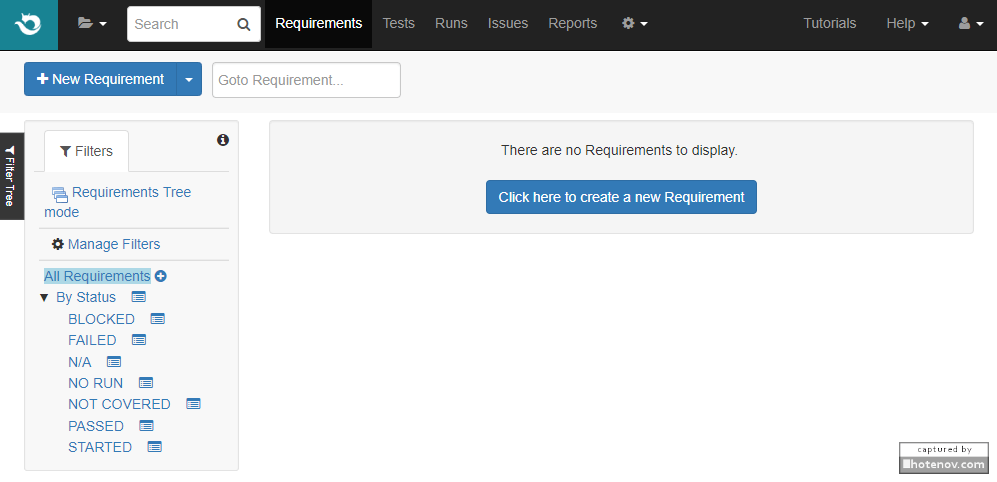 Search
Requirements
Tests
Runs
Issues
Reports
Tutorials
Help
New Requirement
Goto Requirement...
Filter Tree
Filters
Requirements Tree
mode
Manage Filters
All Requirements
By Status
BLOCKED
FAILED
N/A
NO RUN
NOT COVERED
PASSED
STARTED
There are no Requirements to display.
Click here to create a new Requirement
captured by
hotenov.com